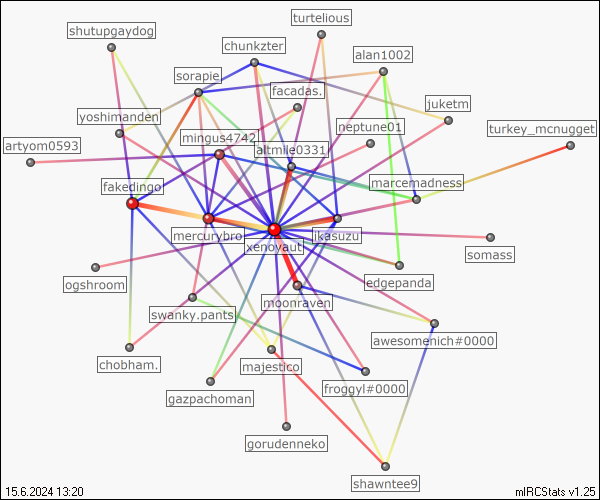 turtelious
shutupgaydog
chunkzter
alan1002
sorapie
facadas.
juketm
yoshimanden
neptune01
turkey_mcnugget
mingus4742
artyom0593
altmile0331
marcemadness
fakedingo
mercurybro
ikasuzu
xenoyaut
somass
ogshroom
edgepanda
moonraven
swanky.pants
awesomenich#0000
chobham.
majestico
froggyl#0000
gazpachoman
gorudenneko
shawntee9
15.6.2024 13:20
mIRCStats v1.25